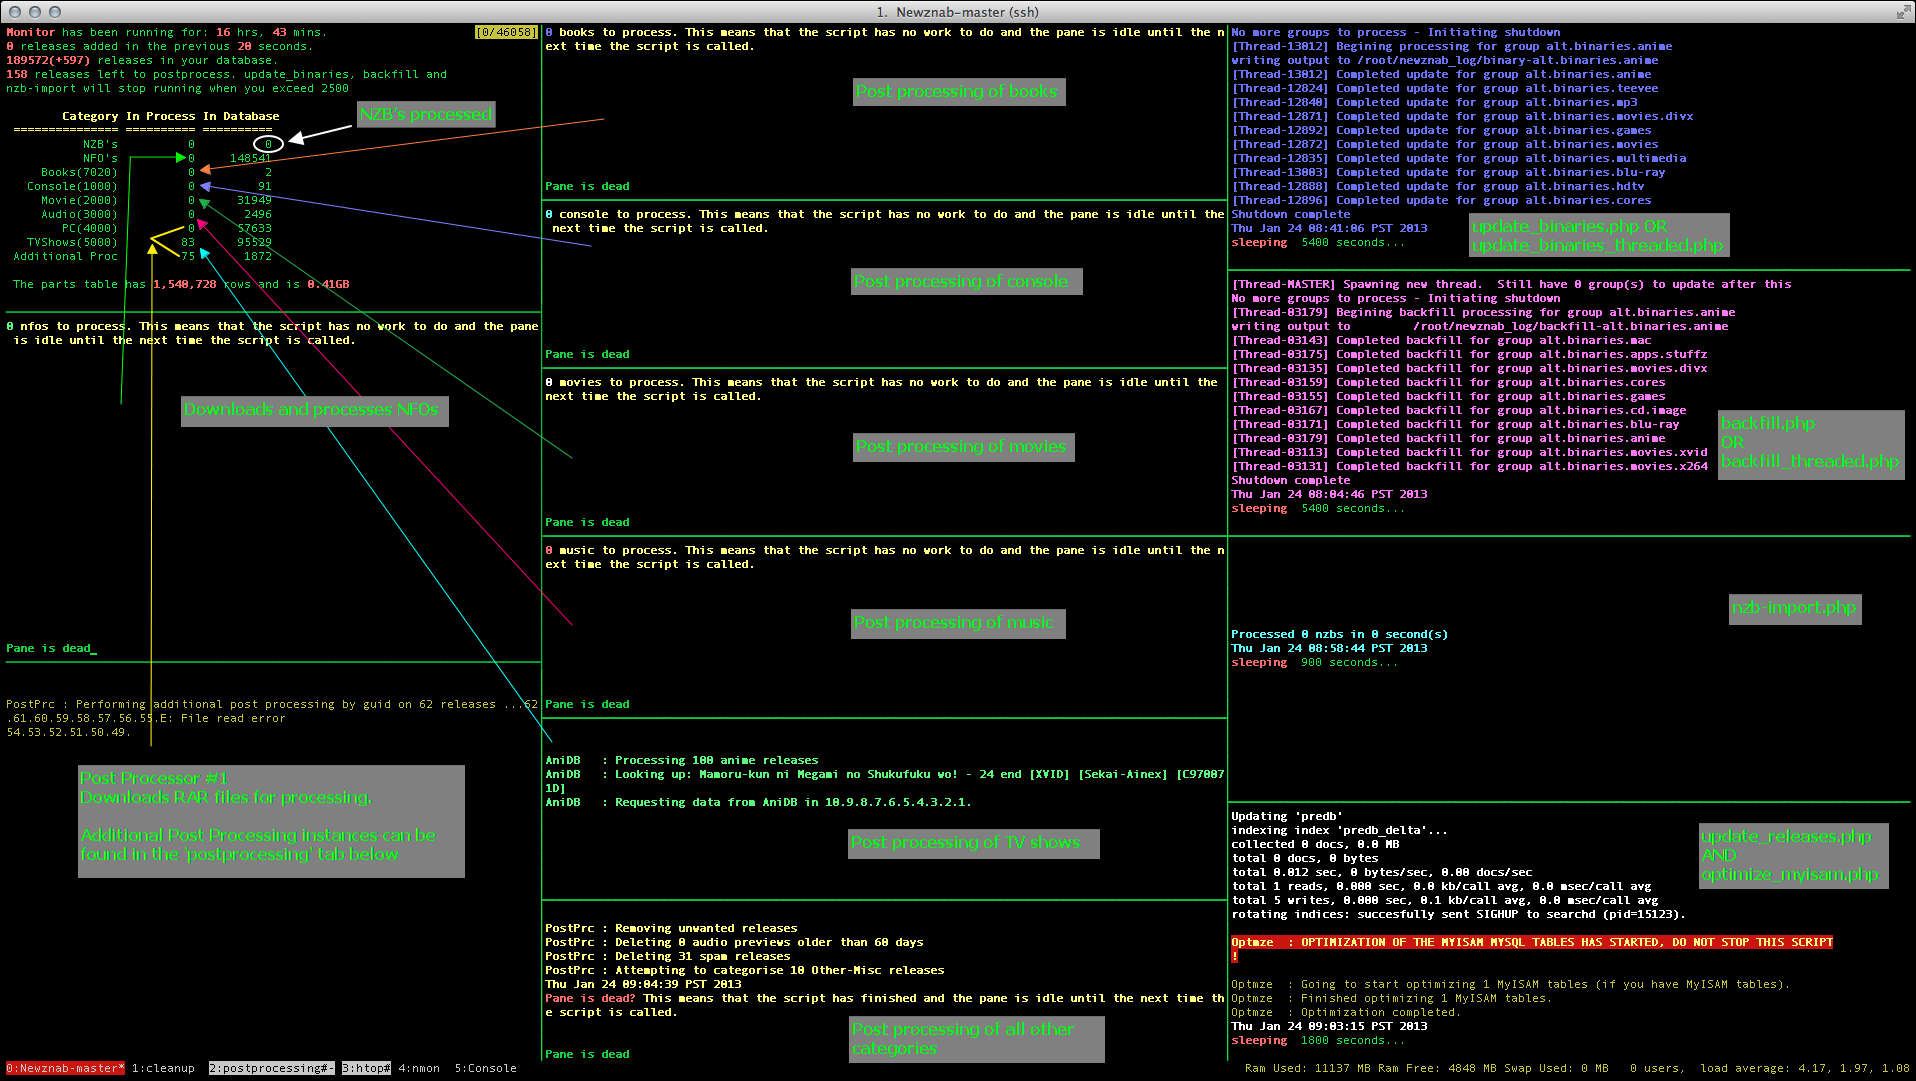 1. Newznab-master (ssh)
Monitor has been running for: 16 hrs, 43 mins.
[0/46058]
0 releases added in the previous 20 seconds.
189572(+597) releases in your database.
158 releases left to postprocess. update_binaries, backfill and
nzb-import will stop running when you exceed 2500
NZB's processed
Category In Process In Database
=============== ========== ==========
NZB's 0 0
NFO's 0 148541
Books(7020) 0 2
Console(1000) 0 91
Movie(2000) 0 31949
Audio(3000) 0 2496
PC(4000) 0 57633
TVShows(5000) 83 95529
Additional Proc 75 1872
The parts table has 1,540,728 rows and is 0.41GB
0 nfos to process. This means that the script has no work to do and the pane
is idle until the next time the script is called.
Downloads and processes NFOs
Pane is dead_
PostPrc : Performing additional post processing by guid on 62 releases ...62
.61.60.59.58.57.56.55.E: File read error
54.53.52.51.50.49.
Post Processor #1
Downloads RAR files for processing.
Additional Post Processing instances can be
found in the 'postprocessing' tab below
0 books to process. This means that the script has no work to do and the pane is idle until the n
ext time the script is called.
Post processing of books
Pane is dead
0 console to process. This means that the script has no work to do and the pane is idle until the
next time the script is called.
Post processing of console
Pane is dead
0 movies to process. This means that the script has no work to do and the pane is idle until the
next time the script is called.
Post processing of movies
Pane is dead
0 music to process. This means that the script has no work to do and the pane is idle until the n
ext time the script is called.
Post processing of music
Pane is dead
AniDB : Processing 100 anime releases
AniDB : Looking up: Mamoru-kun ni Megami no Shukufuku wo! - 24 end [XVID] [Sekai-Ainex] [C97007
1D]
AniDB : Requesting data from AniDB in 10.9.8.7.6.5.4.3.2.1.
Post processing of TV shows
PostPrc : Removing unwanted releases
PostPrc : Deleting 0 audio previews older than 60 days
PostPrc : Deleting 31 spam releases
PostPrc : Attempting to categorise 10 Other-Misc releases
Thu Jan 24 09:04:39 PST 2013
Pane is dead? This means that the script has finished and the pane is idle until the next time th
e script is called.
Post processing of all other
categories
Pane is dead
No more groups to process - Initiating shutdown
[Thread-13012] Begining processing for group alt.binaries.anime
writing output to /root/newznab_log/binary-alt.binaries.anime
[Thread-13012] Completed update for group alt.binaries.anime
[Thread-12824] Completed update for group alt.binaries.teevee
[Thread-12840] Completed update for group alt.binaries.mp3
[Thread-12871] Completed update for group alt.binaries.movies.divx
[Thread-12892] Completed update for group alt.binaries.games
[Thread-12872] Completed update for group alt.binaries.movies
[Thread-12835] Completed update for group alt.binaries.multimedia
[Thread-13003] Completed update for group alt.binaries.blu-ray
[Thread-12888] Completed update for group alt.binaries.hdtv
[Thread-12896] Completed update for group alt.binaries.cores
Shutdown complete
Thu Jan 24 08:41:06 PST 2013
sleeping 5400 seconds...
update_binaries.php OR
update_binaries_threaded.php
[Thread-MASTER] Spawning new thread. Still have 0 group(s) to update after this
No more groups to process - Initiating shutdown
[Thread-03179] Begining backfill processing for group alt.binaries.anime
writing output to /root/newznab_log/backfill-alt.binaries.anime
[Thread-03143] Completed backfill for group alt.binaries.mac
[Thread-03175] Completed backfill for group alt.binaries.apps.stuffz
[Thread-03135] Completed backfill for group alt.binaries.movies.divx
[Thread-03159] Completed backfill for group alt.binaries.cores
[Thread-03155] Completed backfill for group alt.binaries.games
[Thread-03167] Completed backfill for group alt.binaries.cd.image
[Thread-03171] Completed backfill for group alt.binaries.blu-ray
[Thread-03179] Completed backfill for group alt.binaries.anime
[Thread-03113] Completed backfill for group alt.binaries.movies.xvid
[Thread-03131] Completed backfill for group alt.binaries.movies.x264
Shutdown complete
Thu Jan 24 08:04:46 PST 2013
sleeping 5400 seconds...
backfill.php
OR
backfill_threaded.php
nzb-import.php
Processed 0 nzbs in 0 second(s)
Thu Jan 24 08:58:44 PST 2013
sleeping 900 seconds...
Updating 'predb'
indexing index 'predb_delta'...
collected 0 docs, 0.0 MB
total 0 docs, 0 bytes
total 0.012 sec, 0 bytes/sec, 0.00 docs/sec
total 1 reads, 0.000 sec, 0.0 kb/call avg, 0.0 msec/call avg
total 5 writes, 0.000 sec, 0.1 kb/call avg, 0.0 msec/call avg
rotating indices: succesfully sent SIGHUP to searchd (pid=15123).
update_releases.php
AND
optimize_myisam.php
Optmze : OPTIMIZATION OF THE MYISAM MYSQL TABLES HAS STARTED, DO NOT STOP THIS SCRIPT
!
Optmze : Going to start optimizing 1 MyISAM tables (if you have MyISAM tables).
Optmze : Finished optimizing 1 MyISAM tables.
Optmze : Optimization completed.
Thu Jan 24 09:03:15 PST 2013
sleeping 1800 seconds...
0:Newznab-master* 1:cleanup 2:postprocessing#- 3:htop# 4:nmon 5:Console
Ram Used: 11137 MB Ram Free: 4848 MB Swap Used: 0 MB 0 users, load average: 4.17, 1.97, 1.08